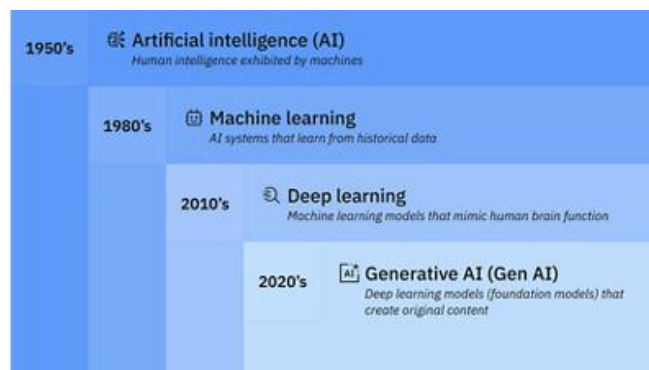 1950's
Artificial intelligence (AI)
Human intelligence exhibited by machines
1980's
Machine learning
AI systems that learn from historical data
2010's
Deep learning
Machine learning models that mimic human brain function
2020's
AI
Generative AI (Gen AI)
Deep learning models (foundation models) that
create original content